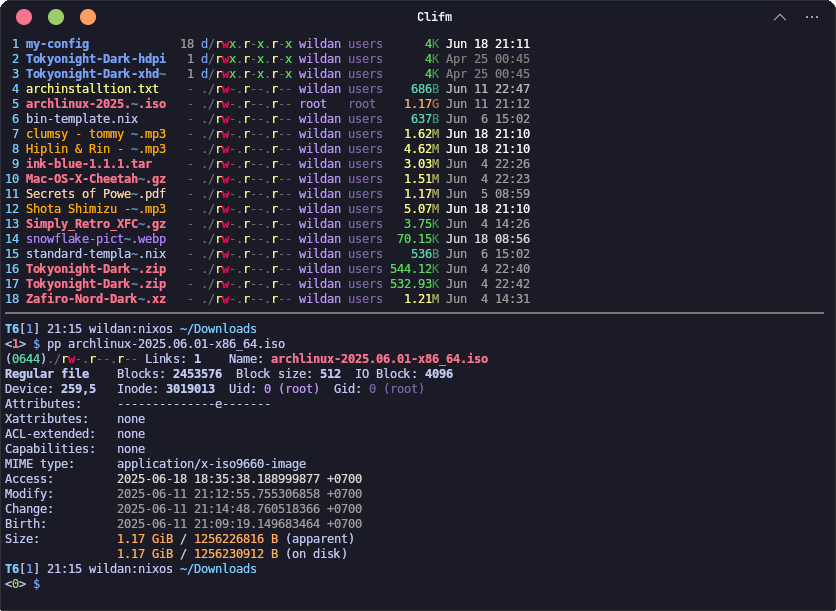 Clifm
1 my-config 18 d/rwx.r-x.r-x wildan users 4K Jun 18 21:11
2 Tokyonight-Dark-hdpi 1 d/rwx.r-x.r-x wildan users 4K Apr 25 00:45
3 Tokyonight-Dark-xhd~ 1 d/rwx.r-x.r-x wildan users 4K Apr 25 00:45
4 archinstalltion.txt - ./rw-.r--.r-- wildan users 686B Jun 11 22:47
5 archlinux-2025.~.iso - ./rw-.r--.r-- root root 1.17G Jun 11 21:12
6 bin-template.nix - ./rw-.r--.r-- wildan users 637B Jun 6 15:02
7 clumsy - tommy ~.mp3 - ./rw-.r--.r-- wildan users 1.62M Jun 18 21:10
8 Hiplin & Rin - ~.mp3 - ./rw-.r--.r-- wildan users 4.62M Jun 18 21:10
9 ink-blue-1.1.1.tar - ./rw-.r--.r-- wildan users 3.03M Jun 4 22:26
10 Mac-OS-X-Cheetah~.gz - ./rw-.r--.r-- wildan users 1.51M Jun 4 22:23
11 Secrets of Powe~.pdf - ./rw-.r--.r-- wildan users 1.17M Jun 5 08:59
12 Shota Shimizu -~.mp3 - ./rw-.r--.r-- wildan users 5.07M Jun 18 21:10
13 Simply_Retro_XFC~.gz - ./rw-.r--.r-- wildan users 3.75K Jun 4 14:26
14 snowflake-pict~.webp - ./rw-.r--.r-- wildan users 70.15K Jun 18 08:56
15 standard-templa~.nix - ./rw-.r--.r-- wildan users 536B Jun 6 15:02
16 Tokyonight-Dark~.zip - ./rw-.r--.r-- wildan users 544.12K Jun 4 22:40
17 Tokyonight-Dark~.zip - ./rw-.r--.r-- wildan users 532.93K Jun 4 22:42
18 Zafiro-Nord-Dark~.xz - ./rw-.r--.r-- wildan users 1.21M Jun 4 14:31
T6[1] 21:15 wildan:nixos ~/Downloads
<1> $ pp archlinux-2025.06.01-x86_64.iso
(0644)./rw-.r--.r-- Links: 1 Name: archlinux-2025.06.01-x86_64.iso
Regular file Blocks: 2453576 Block size: 512 IO Block: 4096
Device: 259,5 Inode: 3019013 Uid: 0 (root) Gid: 0 (root)
Attributes: --------------e-------
Xattributes: none
ACL-extended: none
Capabilities: none
MIME type: application/x-iso9660-image
Access: 2025-06-18 18:35:38.188999877 +0700
Modify: 2025-06-11 21:12:55.755306858 +0700
Change: 2025-06-11 21:14:48.760518366 +0700
Birth: 2025-06-11 21:09:19.149683464 +0700
Size: 1.17 GiB / 1256226816 B (apparent)
1.17 GiB / 1256230912 B (on disk)
T6[1] 21:15 wildan:nixos ~/Downloads
<0> $